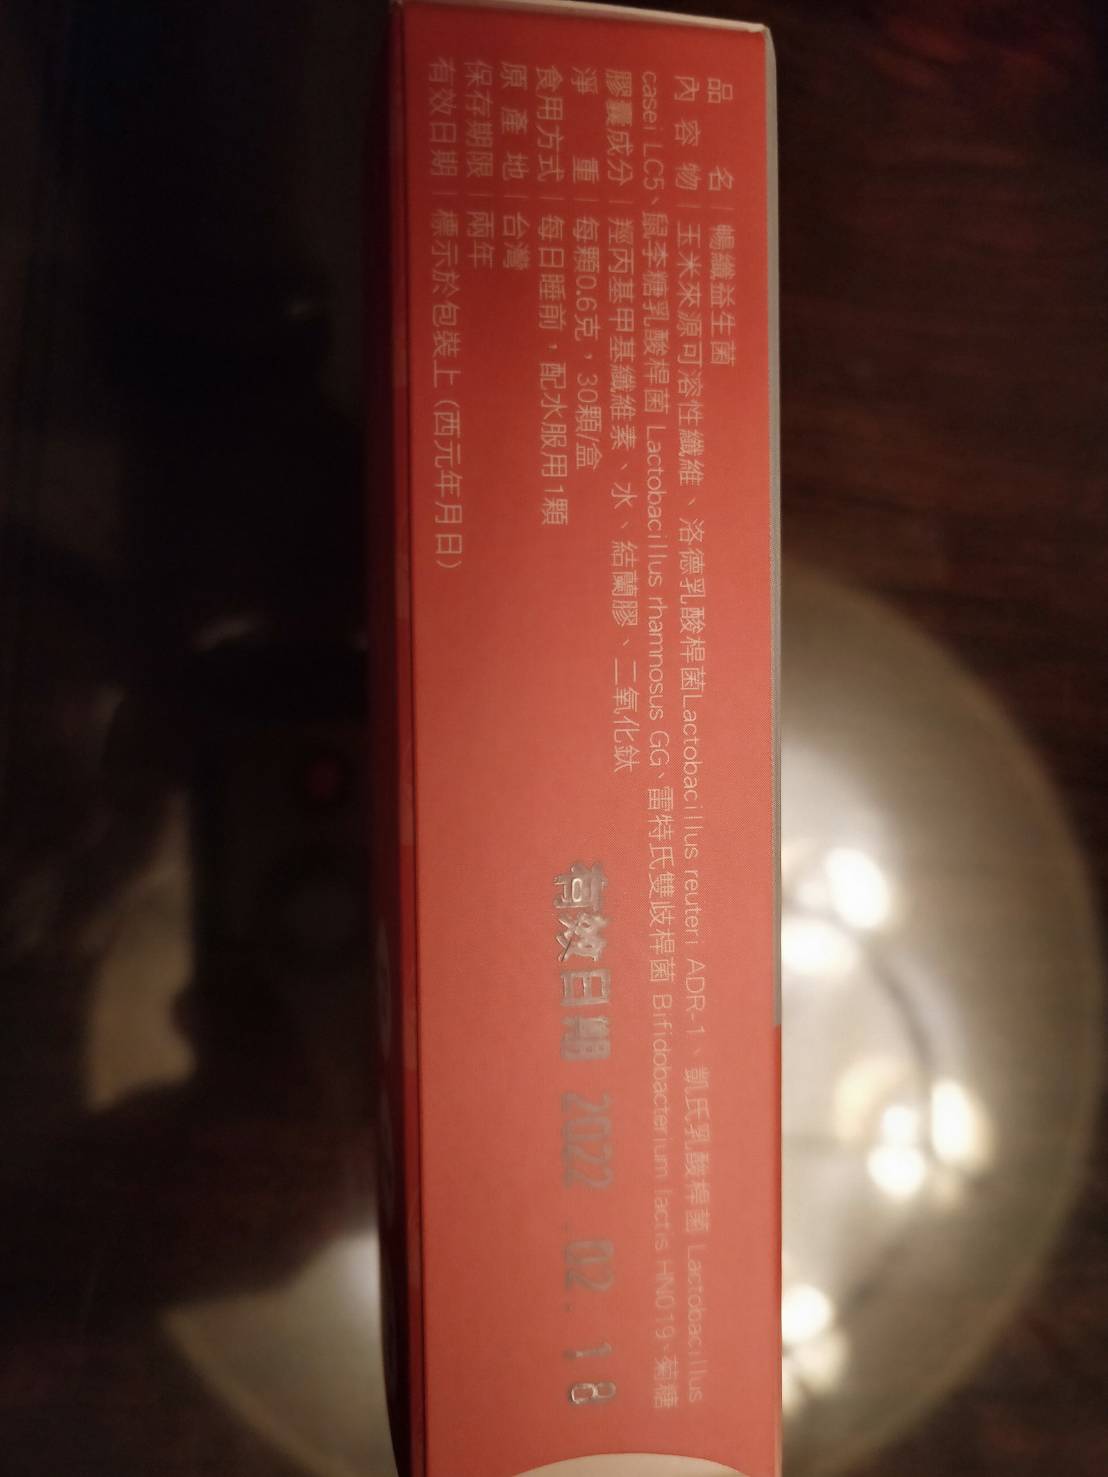 品　　名｜暢纖益生菌
內 容 物｜玉米來源可溶性纖維、洛德乳酸桿菌Lactobacillus reuteri ADR-1、凱氏乳酸桿菌 Lactobacillus
casei LC5、鼠李糖乳酸桿菌 Lactobacillus rhamnosus GG、雷特氏雙歧桿菌 Bifidobacterium lactis HN019、菊糖
膠囊成分｜羥丙基甲基纖維素、水、結蘭膠、二氧化鈦
淨　　重｜每顆0.6克，30顆/盒
食用方式｜每日睡前，配水服用1顆
原 產 地｜台灣
保存期限｜兩年
有效日期｜標示於包裝上 (西元年月日)
有效日期 2022. 02. 18